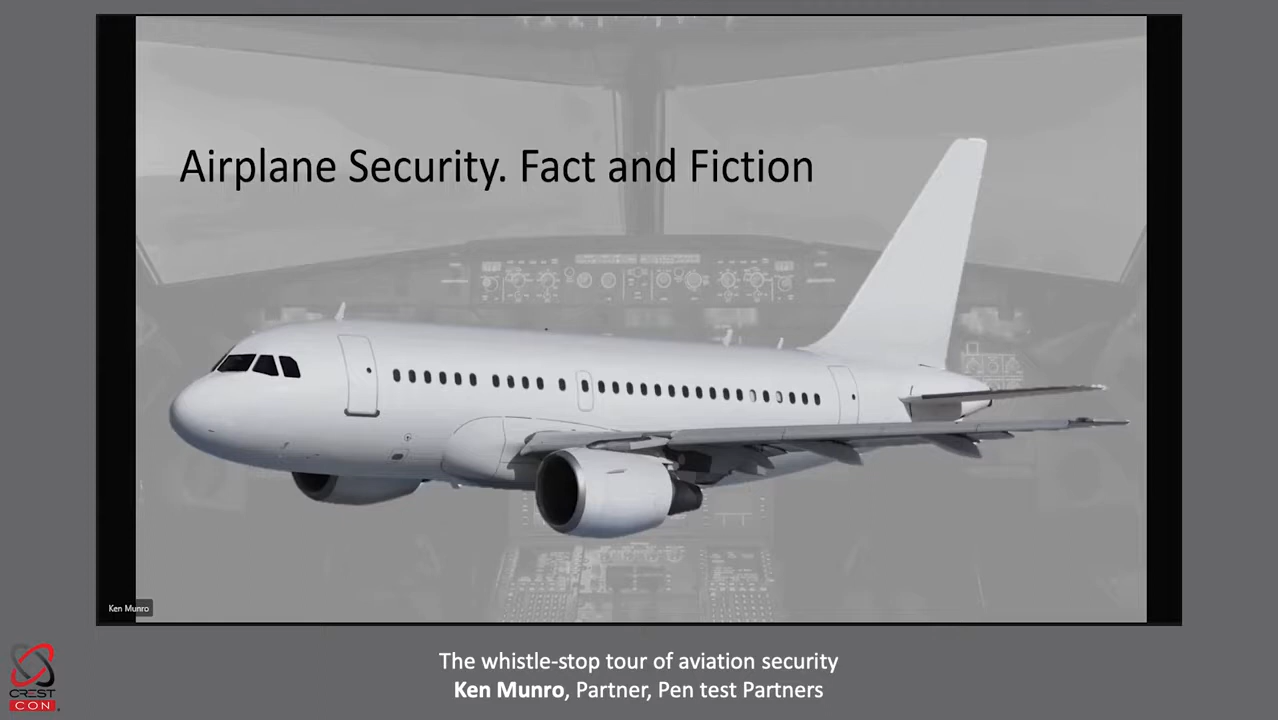 Airplane Security. Fact and Fiction
Ken Munro
The whistle-stop tour of aviation security
Ken Munro, Partner, Pen test Partners
CREST
CON